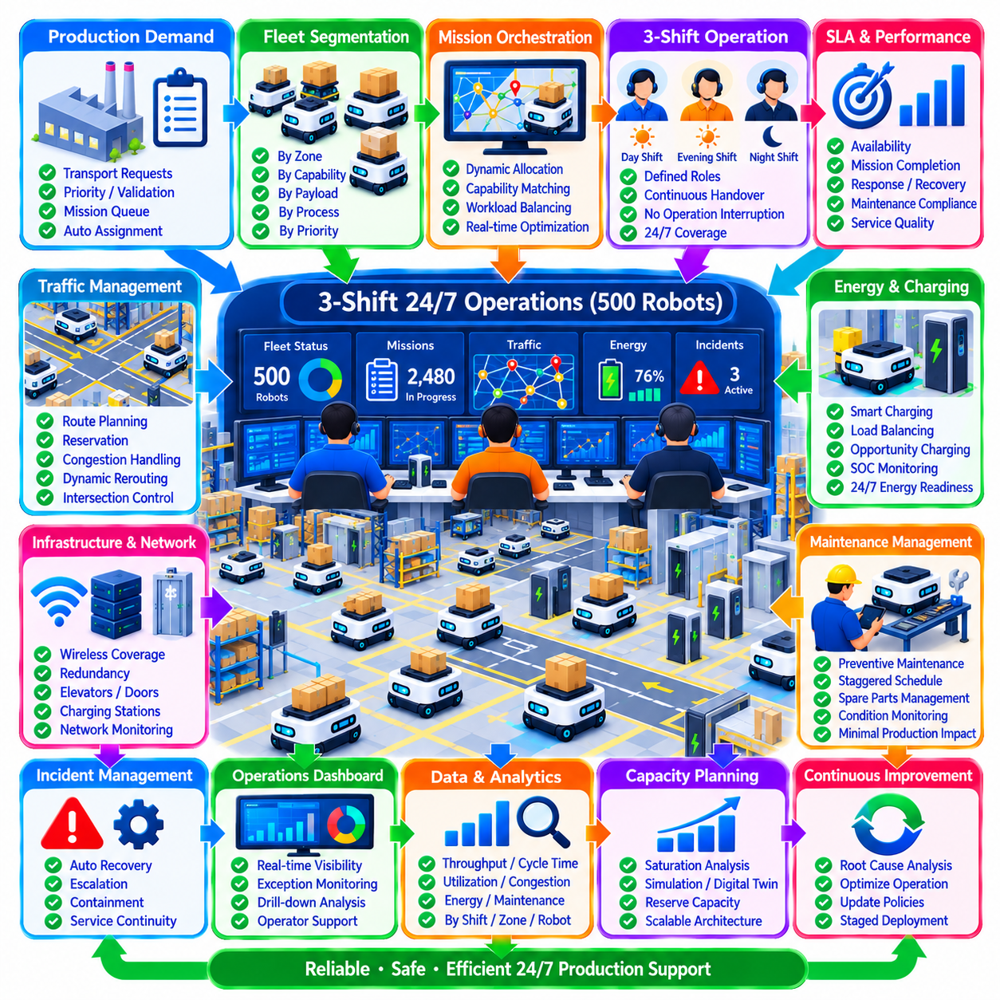 Production Demand
Transport Requests
Priority / Validation
Mission Queue
Auto Assignment
Fleet Segmentation
By Zone
By Capability
By Payload
By Process
By Priority
Mission Orchestration
Dynamic Allocation
Capability Matching
Workload Balancing
Real-time Optimization
3-Shift Operation
Day Shift
Evening Shift
Night Shift
Defined Roles
Continuous Handover
No Operation Interruption
24/7 Coverage
SLA & Performance
Availability
Mission Completion
Response / Recovery
Maintenance Compliance
Service Quality
Traffic Management
Route Planning
Reservation
Congestion Handling
Dynamic Rerouting
Intersection Control
3-Shift 24/7 Operations (500 Robots)
Fleet Status
500
Robots
Missions
2,480
In Progress
Traffic
Energy
76%
Incidents
3
Active
Energy & Charging
Smart Charging
Load Balancing
Opportunity Charging
SOC Monitoring
24/7 Energy Readiness
Infrastructure & Network
Wireless Coverage
Redundancy
Elevators / Doors
Charging Stations
Network Monitoring
Maintenance Management
Preventive Maintenance
Staggered Schedule
Spare Parts Management
Condition Monitoring
Minimal Production Impact
Incident Management
Auto Recovery
Escalation
Containment
Service Continuity
Operations Dashboard
Real-time Visibility
Exception Monitoring
Drill-down Analysis
Operator Support
Data & Analytics
Throughput / Cycle Time
Utilization / Congestion
Energy / Maintenance
By Shift / Zone / Robot
Capacity Planning
Saturation Analysis
Simulation / Digital Twin
Reserve Capacity
Scalable Architecture
Continuous Improvement
Root Cause Analysis
Optimize Operation
Update Policies
Staged Deployment
Reliable • Safe • Efficient 24/7 Production Support